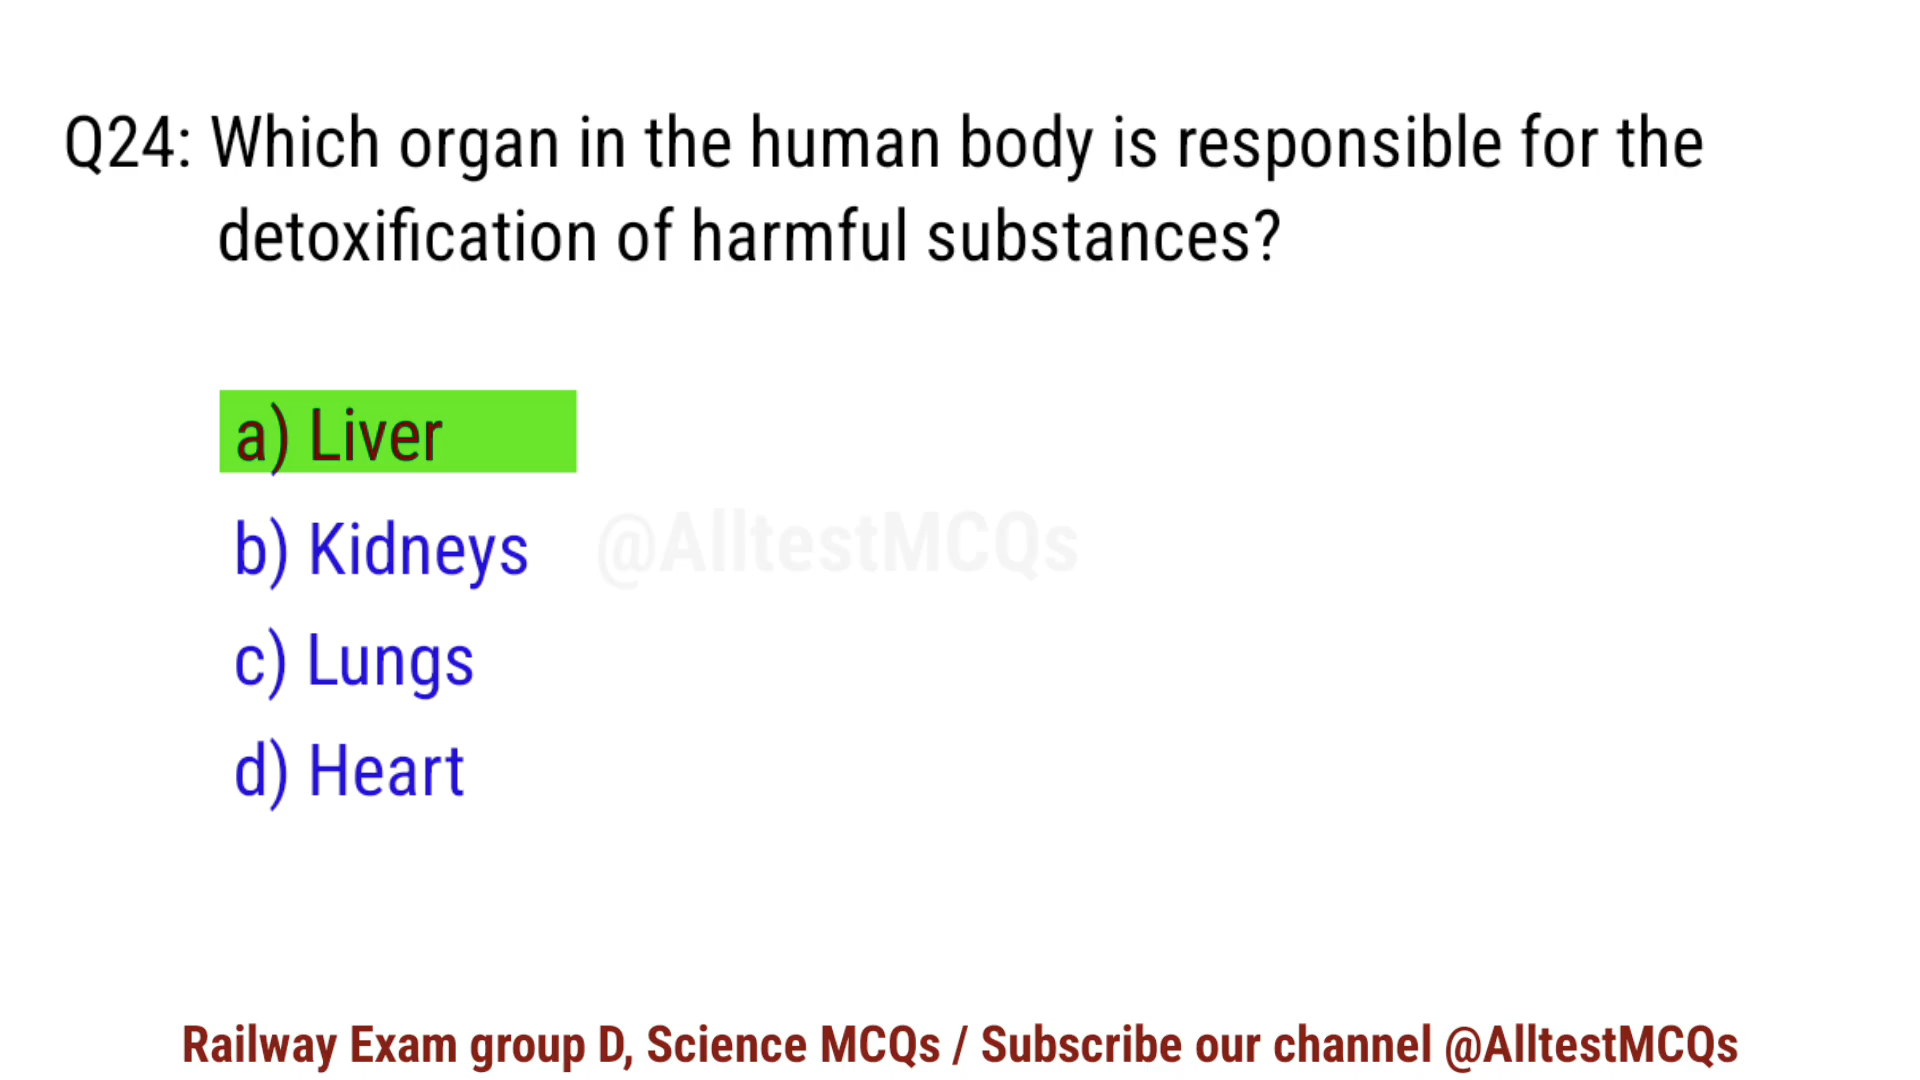 Q24: Which organ in the human body is responsible for the
detoxification of harmful substances?
a) Liver
b) Kidneys
@AlltestMCQs
c) Lungs
d) Heart
Railway Exam group D, Science MCQs / Subscribe our channel @AlltestMCQs